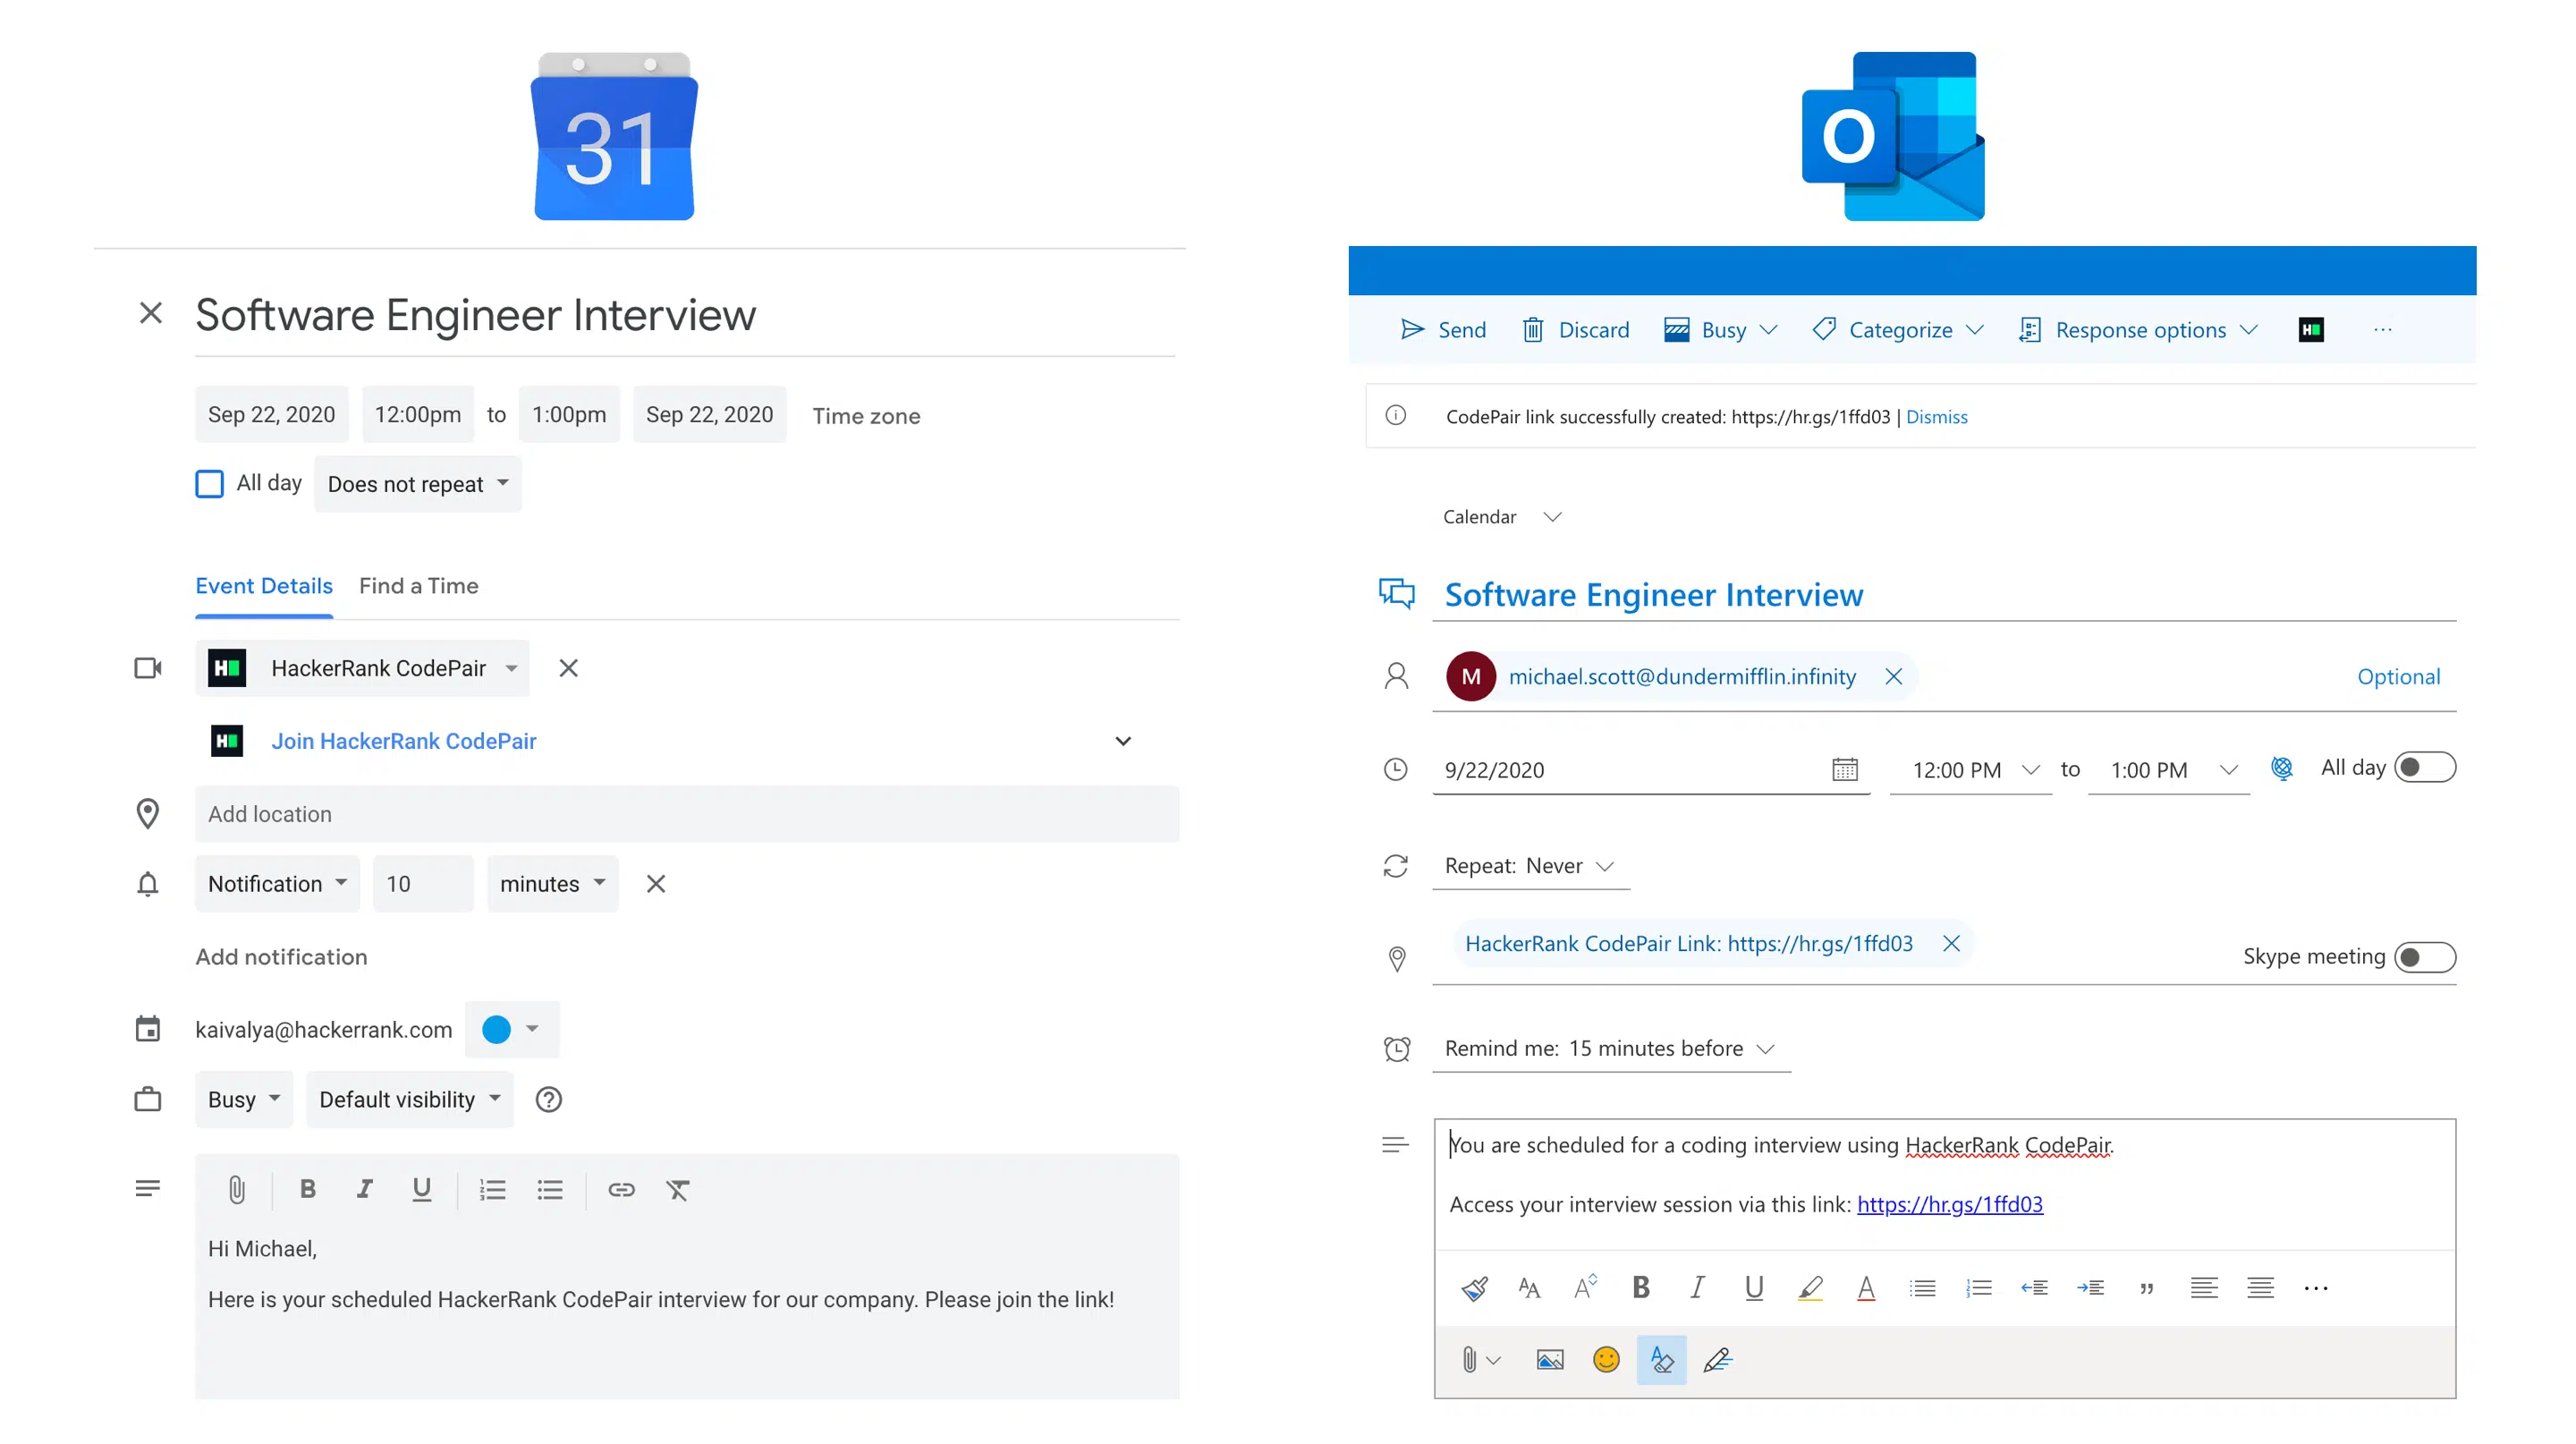 31
Software Engineer Interview
Sep 22, 2020 12:00pm to 1:00pm Sep 22, 2020 Time zone
All day Does not repeat
Event Details Find a Time
H HackerRank CodePair
H Join HackerRank CodePair
Add location
Notification 10 minutes
Add notification
kaivalya@hackerrank.com
Busy Default visibility
B I U
Hi Michael,
Here is your scheduled HackerRank CodePair interview for our company. Please join the link!
O
Send Discard Busy Categorize Response options H ...
CodePair link successfully created: https://hr.gs/1ffd03 | Dismiss
Calendar
Software Engineer Interview
M michael.scott@dundermifflin.infinity Optional
9/22/2020 12:00 PM to 1:00 PM All day
Repeat: Never
HackerRank CodePair Link: https://hr.gs/1ffd03
Skype meeting
Remind me: 15 minutes before
You are scheduled for a coding interview using HackerRank CodePair.
Access your interview session via this link: https://hr.gs/1ffd03
AA A B I U A ” ...